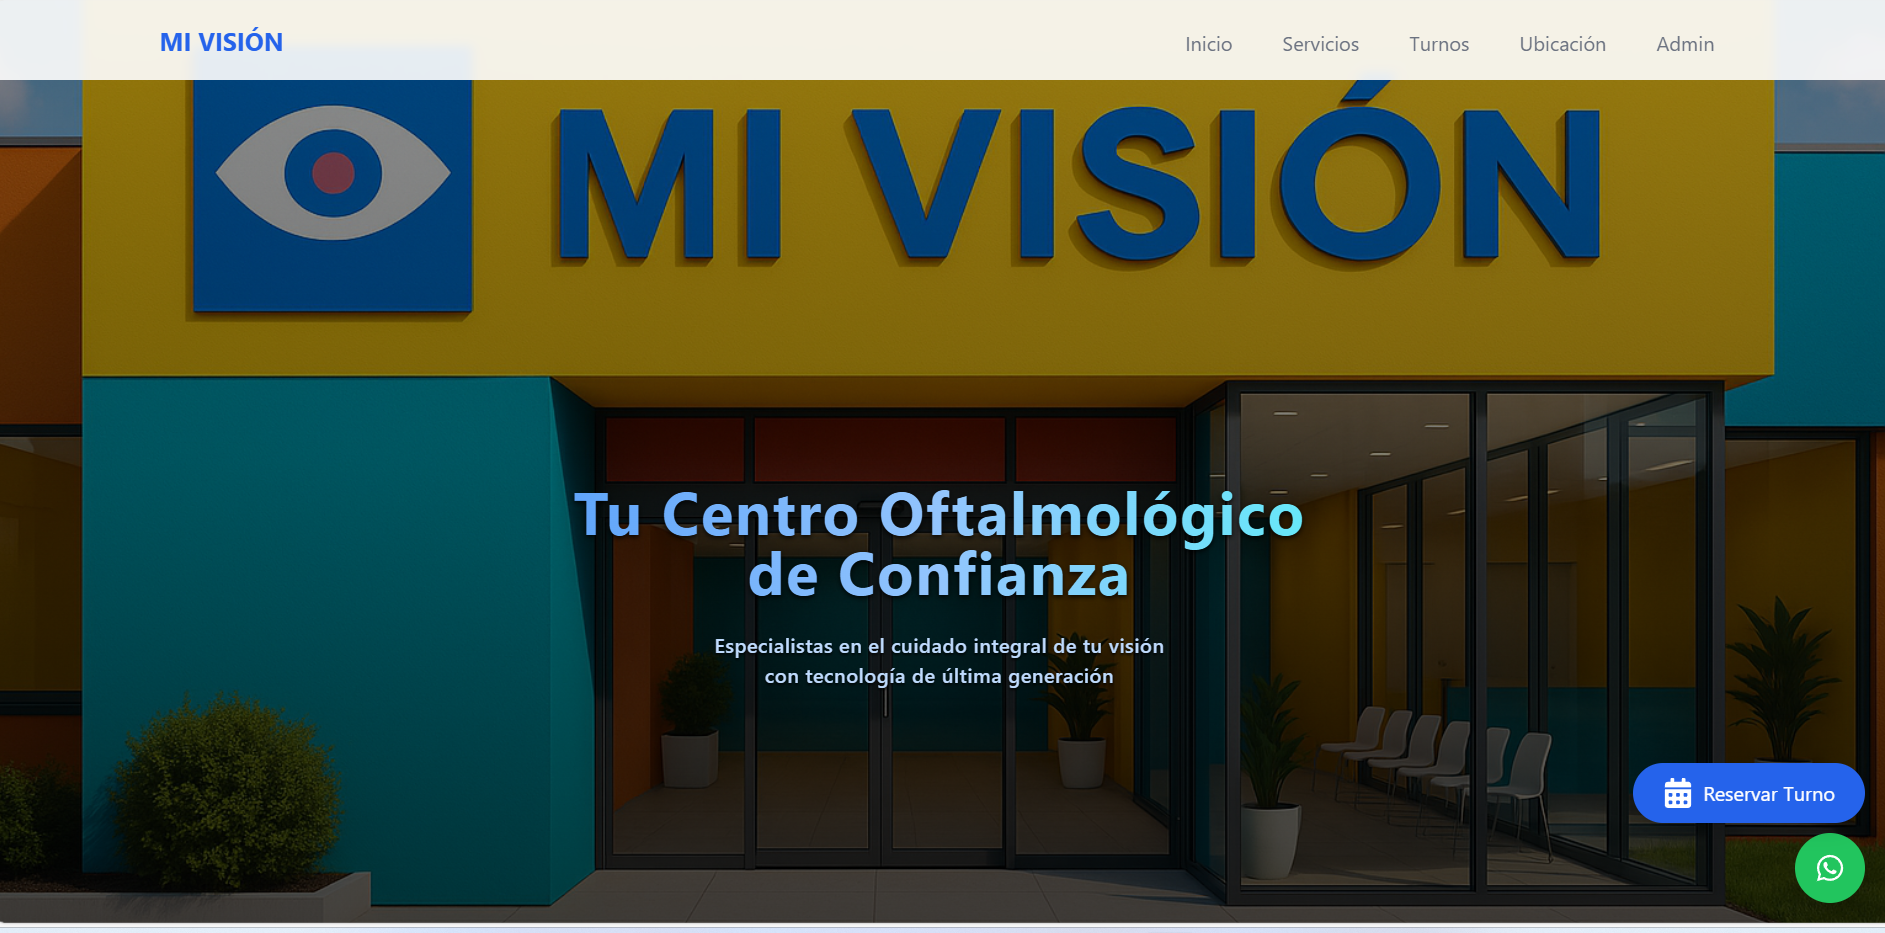 MI VISIÓN
Inicio
Servicios
Turnos
Ubicación
Admin
MI VISIÓN
Tu Centro Oftalmológico
de Confianza
Especialistas en el cuidado integral de tu visión
con tecnología de última generación
Reservar Turno